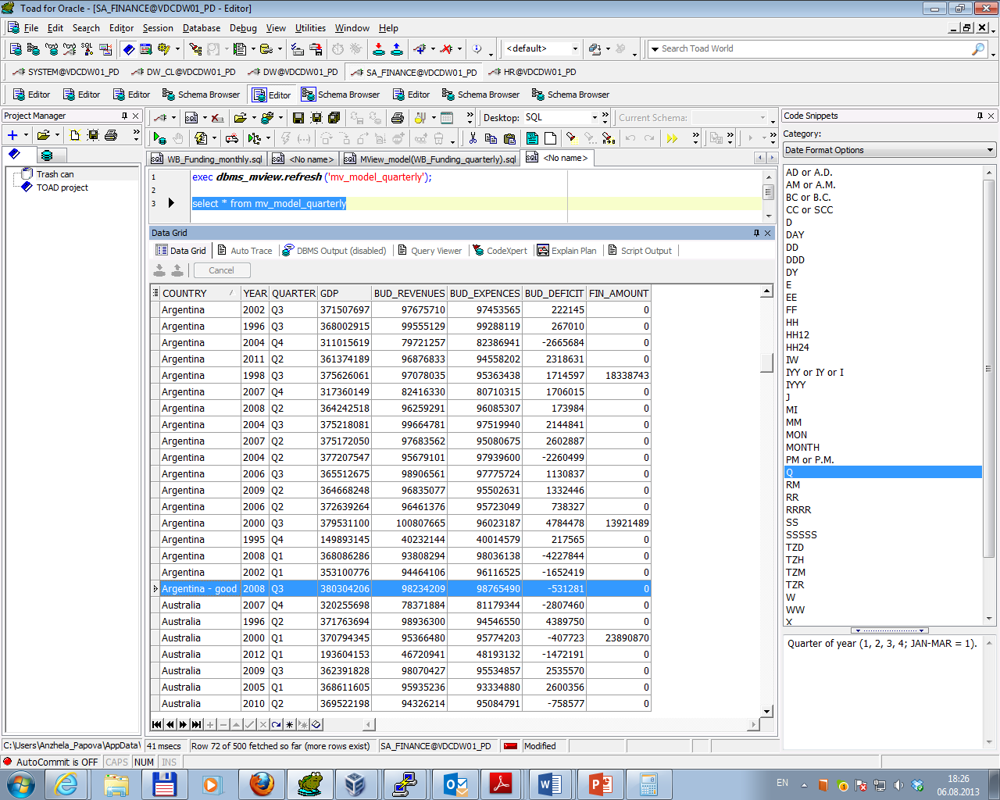 Toad for Oracle - [SA_FINANCE@VDCDW01_PD - Editor]
File Edit Search Editor Session Database Debug View Utilities Window Help
SQL <default> Search Toad World
SYSTEM@VDCDW01_PD DW_CL@VDCDW01_PD DW@VDCDW01_PD SA_FINANCE@VDCDW01_PD HR@VDCDW01_PD
Editor Editor Editor Schema Browser Editor Schema Browser Editor Schema Browser Schema Browser
Project Manager
Trash can
TOAD project
Desktop: SQL Current Schema:
WB_Funding_monthly.sql <No name> MView_model(WB_Funding_quarterly).sql <No name>
1 exec dbms_mview.refresh ('mv_model_quarterly');
2
3 select * from mv_model_quarterly
Data Grid
Data Grid Auto Trace DBMS Output (disabled) Query Viewer CodeXpert Explain Plan Script Output
Cancel
COUNTRY YEAR QUARTER GDP BUD_REVENUES BUD_EXPENCES BUD_DEFICIT FIN_AMOUNT
Argentina 2002 Q3 371507697 97675710 97453565 222145 0
Argentina 1996 Q3 368002915 99555129 99288119 267010 0
Argentina 2004 Q4 311015619 79721257 82386941 -2665684 0
Argentina 2011 Q2 361374189 96876833 94558202 2318631 0
Argentina 1998 Q3 375626061 97078035 95363438 1714597 18338743
Argentina 2007 Q4 317360149 82416330 80710315 1706015 0
Argentina 2008 Q2 364242518 96259291 96085307 173984 0
Argentina 2004 Q3 375218081 99664781 97519940 2144841 0
Argentina 2007 Q2 375172050 97683562 95080675 2602887 0
Argentina 2004 Q2 377207547 95679101 97939600 -2260499 0
Argentina 2006 Q3 365512675 98906561 97775724 1130837 0
Argentina 2009 Q2 364668248 96835077 95502631 1332446 0
Argentina 2006 Q2 372639264 96461376 95723049 738327 0
Argentina 2000 Q3 379531100 100807665 96023187 4784478 13921489
Argentina 1995 Q4 149893145 40232144 40014579 217565 0
Argentina 2008 Q1 368086286 93808294 98036138 -4227844 0
Argentina 2002 Q1 353100776 94464106 96116525 -1652419 0
Argentina - good 2008 Q3 380304206 98234209 98765490 -531281 0
Australia 2007 Q4 320255698 78371884 81179344 -2807460 0
Australia 1996 Q2 371763694 98936300 94546550 4389750 0
Australia 2000 Q1 370794345 95366480 95774203 -407723 23890870
Australia 2012 Q1 193604153 46720941 48193132 -1472191 0
Australia 2009 Q3 362391828 98070427 95534857 2535570 0
Australia 2005 Q1 368611605 95935236 93334880 2600356 0
Australia 2010 Q2 369522198 94326214 95084791 -758577 0
Code Snippets
Category:
Date Format Options
AD or A.D.
AM or A.M.
BC or B.C.
CC or SCC
D
DAY
DD
DDD
DY
E
EE
FF
HH
HH12
HH24
IW
IYY or IY or I
IYYY
J
MI
MM
MON
MONTH
PM or P.M.
Q
RM
RR
RRRR
SS
SSSSS
TZD
TZH
TZM
TZR
W
WW
X
Quarter of year (1, 2, 3, 4; JAN-MAR = 1).
C:\Users\Anzhela_Papova\AppData\ 41 msecs Row 72 of 500 fetched so far (more rows exist) SA_FINANCE@VDCDW01_PD Modified
AutoCommit is OFF CAPS NUM INS
EN 18:26
06.08.2013